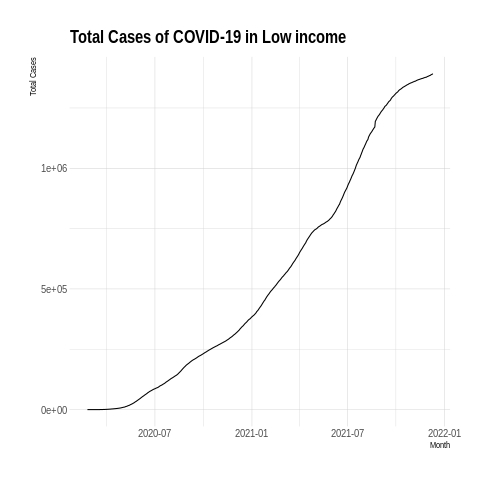 Total Cases of COVID-19 in Low income
Total Cases
1e+06
5e+05
0e+00
2020-07 2021-01 2021-07 2022-01
Month